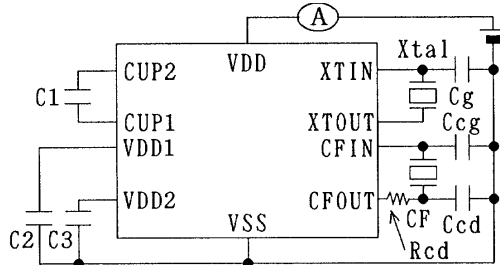 A
CUP2
VDD
XTIN
Xtal
C1
Cg
CUP1
XTOUT
Ccg
VDD1
CFIN
VDD2
CFOUT
C2
C3
VSS
CF
Ccd
Rcd